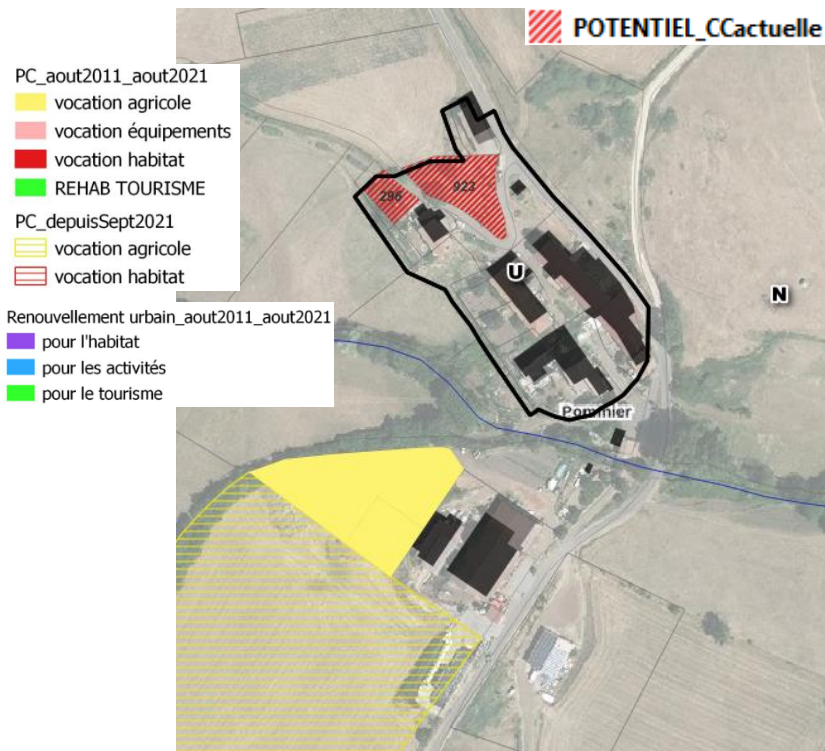 POTENTIEL_CCactuelle
PC_aout2011_aout2021
vocation agricole
vocation équipements
vocation habitat
REHAB TOURISME
PC_depuisSept2021
vocation agricole
vocation habitat
Renouvellement urbain_aout2011_aout2021
pour l'habitat
pour les activités
pour le tourisme
296
923
U
N
Pommier